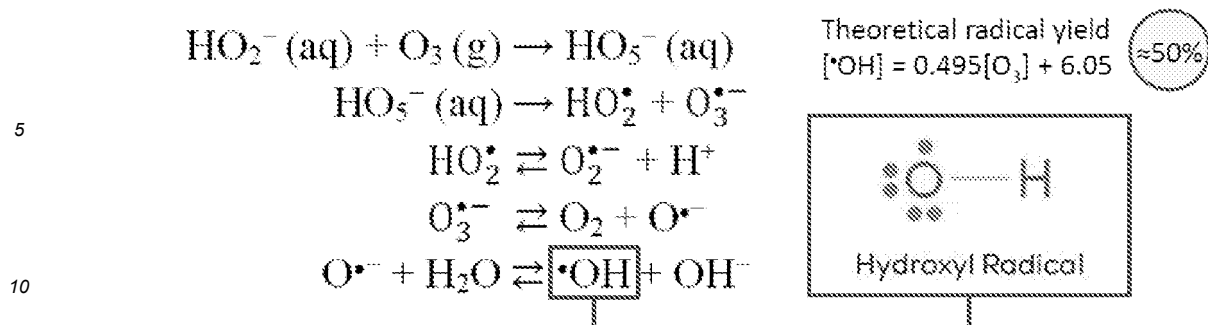 HO₂⁻ (aq) + O₃ (g) → HO₅⁻ (aq)
5
HO₅⁻ (aq) → HO₂• + O₃•⁻
HO₂• ⇄ O₂•⁻ + H⁺
O₃•⁻ ⇄ O₂ + O•⁻
10
O•⁻ + H₂O ⇄ •OH + OH⁻
Theoretical radical yield
[•OH] = 0.495[O₃] + 6.05
≈50%
O H
Hydroxyl Radical